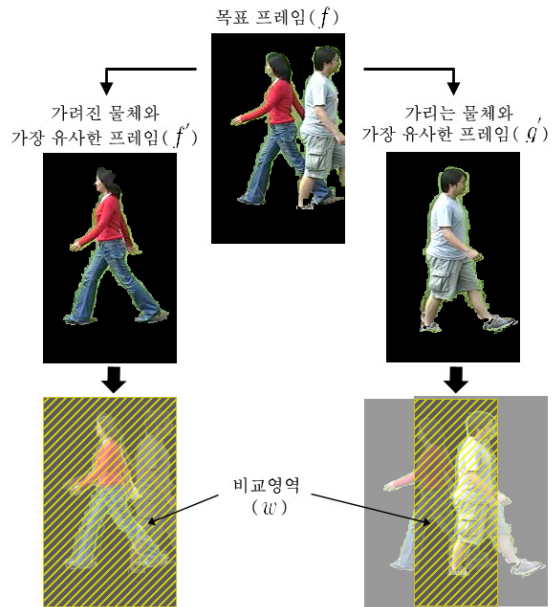 목표 프레임(f)
가려진 물체와
가장 유사한 프레임(f′)
가리는 물체와
가장 유사한 프레임(g′)
비교영역
(w)